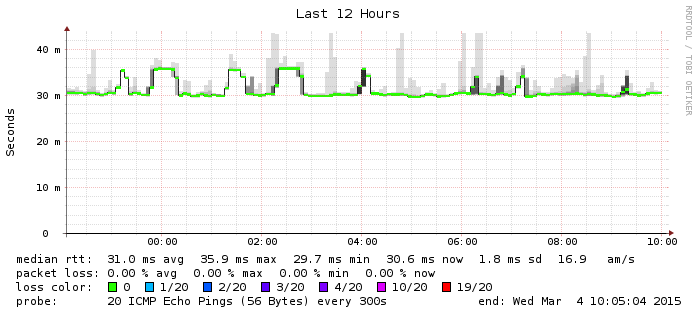 Last 12 Hours
RRDTOOL / TOBI OETIKER
Seconds
40 m
30 m
20 m
10 m
0
00:00 02:00 04:00 06:00 08:00 10:00
median rtt: 31.0 ms avg 35.9 ms max 29.7 ms min 30.6 ms now 1.8 ms sd 16.9 am/s
packet loss: 0.00 % avg 0.00 % max 0.00 % min 0.00 % now
loss color: 0 1/20 2/20 3/20 4/20 10/20 19/20
probe: 20 ICMP Echo Pings (56 Bytes) every 300s end: Wed Mar 4 10:05:04 2015